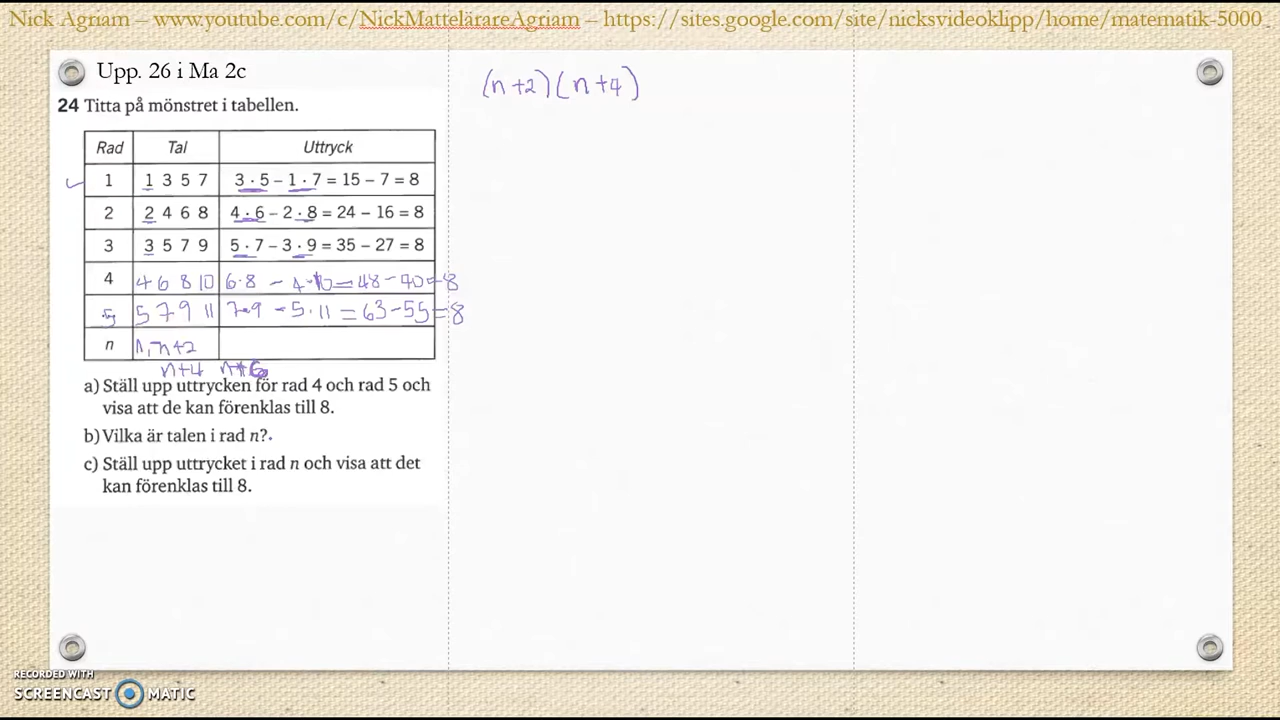 Nick Agriam – www.youtube.com/c/NickMattelärareAgriam – https://sites.google.com/site/nicksvideoklipp/home/matematik-5000
Upp. 26 i Ma 2c
24 Titta på mönstret i tabellen.
Rad Tal Uttryck
1 1 3 5 7 3 · 5 – 1 · 7 = 15 – 7 = 8
2 2 4 6 8 4 · 6 – 2 · 8 = 24 – 16 = 8
3 3 5 7 9 5 · 7 – 3 · 9 = 35 – 27 = 8
4 4 6 8 10 6·8 – 4·10 = 48 – 40 = 8
5 5 7 9 11 7·9 – 5·11 = 63 – 55 = 8
n n, n+2
n+4 n+6
a) Ställ upp uttrycken för rad 4 och rad 5 och
visa att de kan förenklas till 8.
b) Vilka är talen i rad n?
c) Ställ upp uttrycket i rad n och visa att det
kan förenklas till 8.
(n+2)(n+4)
RECORDED WITH
SCREENCAST MATIC